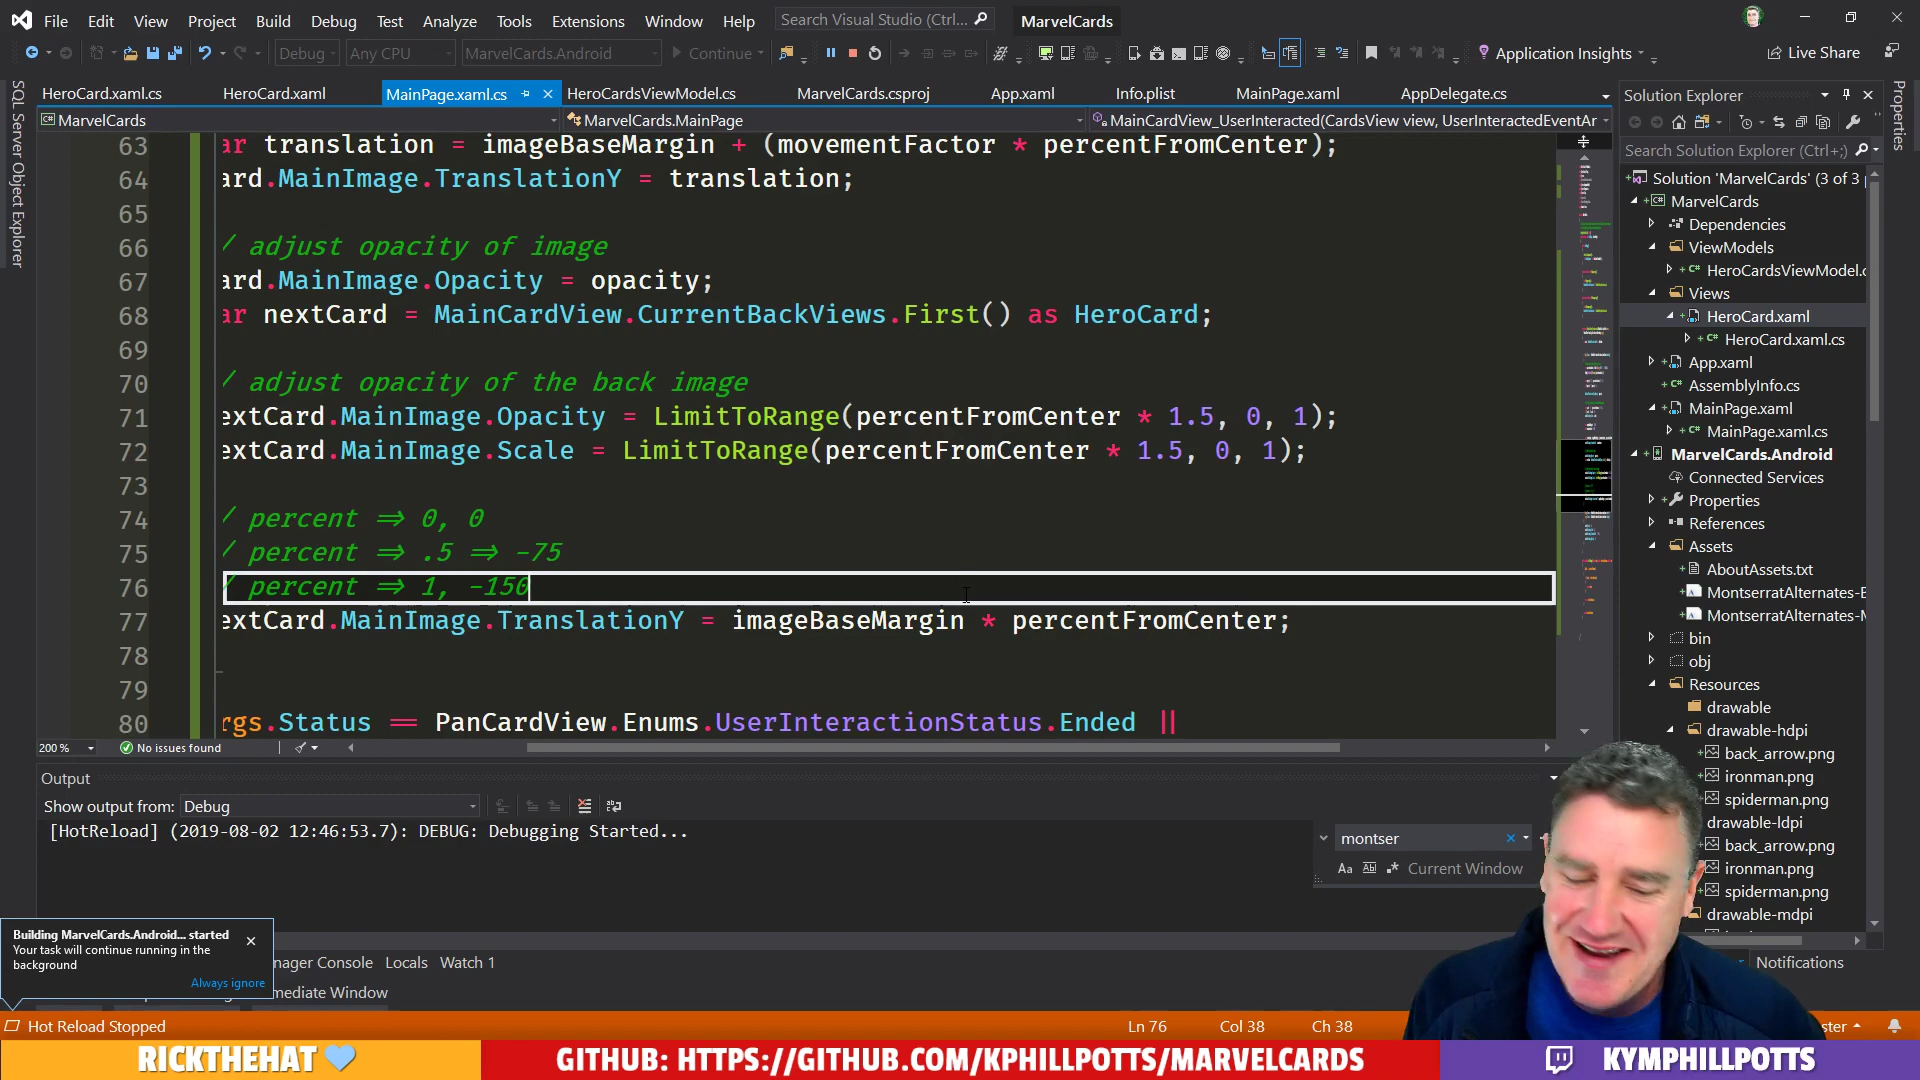 File Edit View Project Build Debug Test Analyze Tools Extensions Window Help Search Visual Studio (Ctrl... MarvelCards
Debug Any CPU MarvelCards.Android Continue Application Insights Live Share
SQL Server Object Explorer
HeroCard.xaml.cs HeroCard.xaml MainPage.xaml.cs HeroCardsViewModel.cs MarvelCards.csproj App.xaml Info.plist MainPage.xaml AppDelegate.cs
MarvelCards MarvelCards.MainPage MainCardView_UserInteracted(CardsView view, UserInteractedEventAr
63 ar translation = imageBaseMargin + (movementFactor * percentFromCenter);
64 ard.MainImage.TranslationY = translation;
65
66 / adjust opacity of image
67 ard.MainImage.Opacity = opacity;
68 ar nextCard = MainCardView.CurrentBackViews.First() as HeroCard;
69
70 / adjust opacity of the back image
71 extCard.MainImage.Opacity = LimitToRange(percentFromCenter * 1.5, 0, 1);
72 extCard.MainImage.Scale = LimitToRange(percentFromCenter * 1.5, 0, 1);
73
74 / percent => 0, 0
75 / percent => .5 => -75
76 / percent => 1, -150
77 extCard.MainImage.TranslationY = imageBaseMargin * percentFromCenter;
78
79
80 rgs.Status == PanCardView.Enums.UserInteractionStatus.Ended ||
200 % No issues found
Output
Show output from: Debug
[HotReload] (2019-08-02 12:46:53.7): DEBUG: Debugging Started...
montser
Aa Current Window
Building MarvelCards.Android... started
Your task will continue running in the
background
Always ignore
nager Console Locals Watch 1
mediate Window
Hot Reload Stopped
Ln 76 Col 38 Ch 38
ster
Solution Explorer
Search Solution Explorer (Ctrl+;)
Solution 'MarvelCards' (3 of 3 p
MarvelCards
Dependencies
ViewModels
HeroCardsViewModel.c
Views
HeroCard.xaml
HeroCard.xaml.cs
App.xaml
AssemblyInfo.cs
MainPage.xaml
MainPage.xaml.cs
MarvelCards.Android
Connected Services
Properties
References
Assets
AboutAssets.txt
MontserratAlternates-
MontserratAlternates-
bin
obj
Resources
drawable
drawable-hdpi
back_arrow.png
ironman.png
spiderman.png
drawable-ldpi
back_arrow.png
ironman.png
spiderman.png
drawable-mdpi
Notifications
Properties
RICKTHEHAT
GITHUB: HTTPS://GITHUB.COM/KPHILLPOTTS/MARVELCARDS
KYMPHILLPOTTS